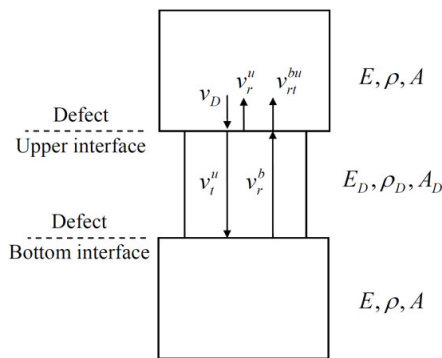 E, ρ, A
v_D v_r^u v_rt^bu
Defect
Upper interface
v_t^u v_r^b
E_D, ρ_D, A_D
Defect
Bottom interface
E, ρ, A